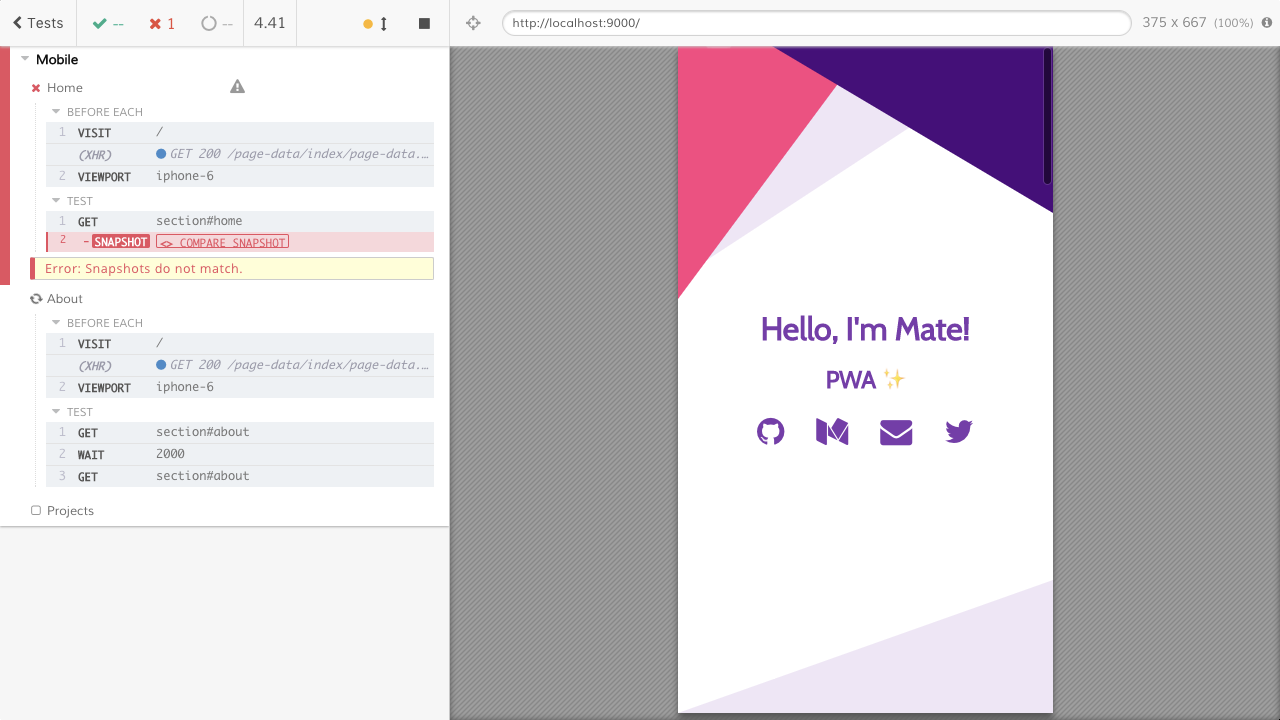 Tests -- 1 -- 4.41 http://localhost:9000/ 375 x 667 (100%)
Mobile
Home
BEFORE EACH
1 VISIT /
(XHR) GET 200 /page-data/index/page-data.…
2 VIEWPORT iphone-6
TEST
1 GET section#home
2 -SNAPSHOT <> COMPARE SNAPSHOT
Error: Snapshots do not match.
About
BEFORE EACH
1 VISIT /
(XHR) GET 200 /page-data/index/page-data.…
2 VIEWPORT iphone-6
TEST
1 GET section#about
2 WAIT 2000
3 GET section#about
Projects
Hello, I'm Mate!
PWA ✨